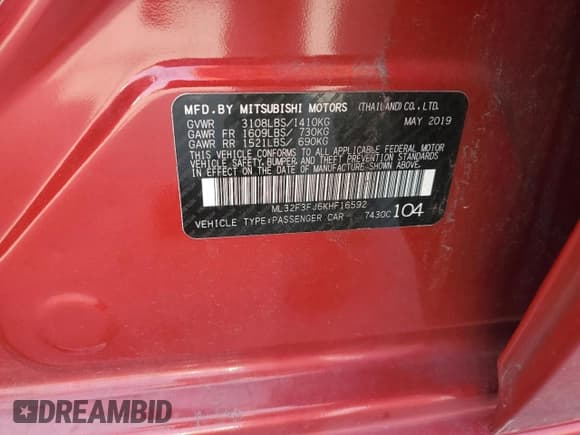 MFD.BY MITSUBISHI MOTORS (THAILAND)CO.,LTD.
GVWR 3108LBS/1410KG MAY 2019
GAWR FR 1609LBS/ 730KG
GAWR RR 1521LBS/ 690KG
THIS VEHICLE CONFORMS TO ALL APPLICABLE FEDERAL MOTOR
VEHICLE SAFETY,BUMPER,AND THEFT PREVENTION STANDARDS
IN EFFECT ON THE DATE OF MANUFACTURE SHOWN ABOVE.
ML32F3FJ6KHF16592
VEHICLE TYPE:PASSENGER CAR 7430C 104
DREAMBID